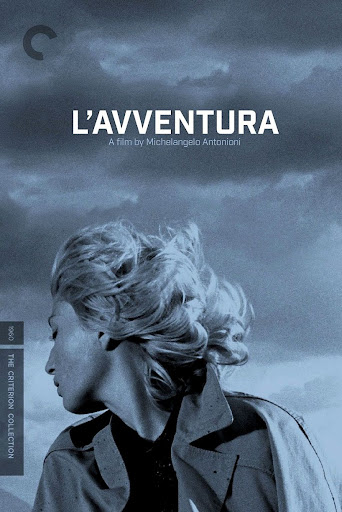 L'AVVENTURA
A film by Michelangelo Antonioni
1960
THE CRITERION COLLECTION